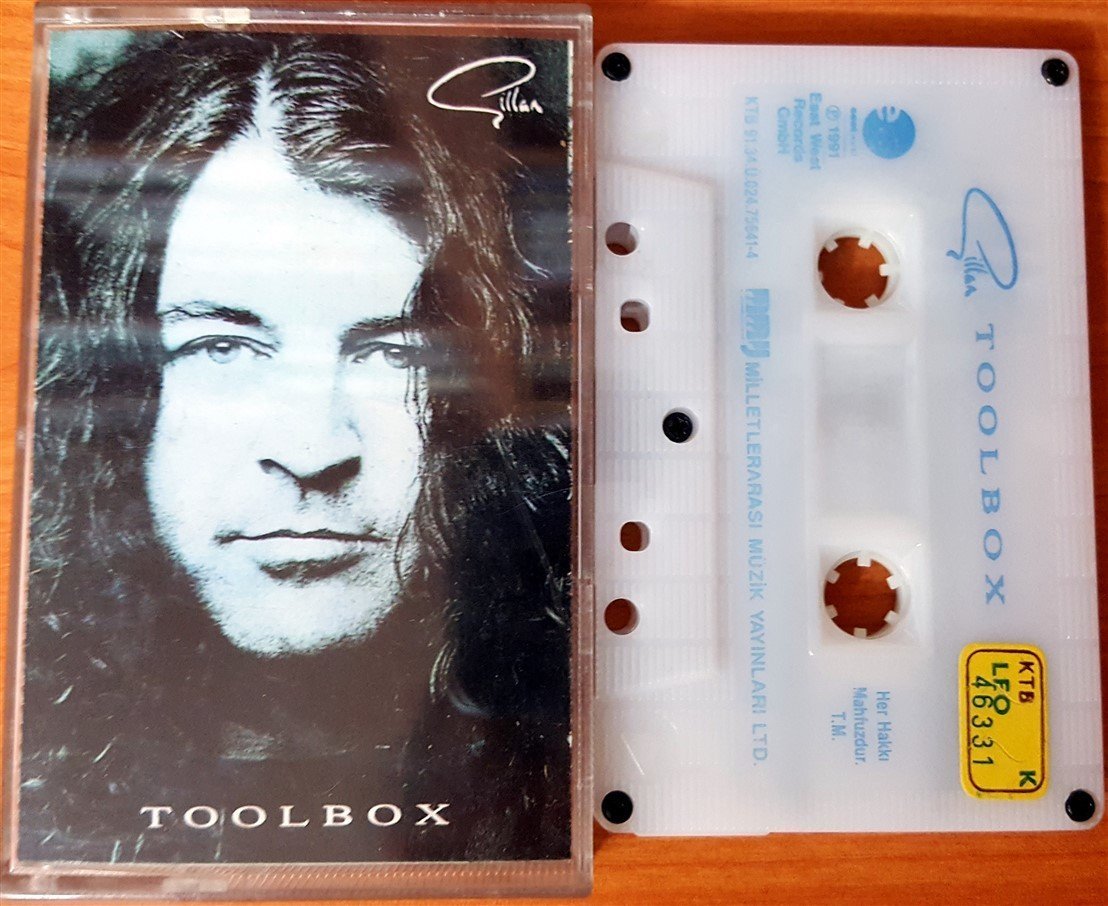 Gillan
TOOLBOX
℗ 1991
East West
Records
GmbH
KTB 91.34.Ü.024.75641-4
Gillan
TOOLBOX
MİLLETLERARASI MÜZİK YAYINLARI LTD.
Her Hakkı
Mahfuzdur.
T.M.
KTB
LFO
46331
K